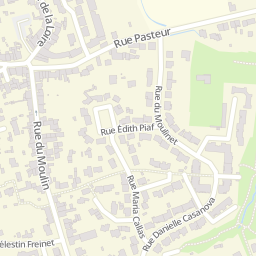 de la Loire
Rue Pasteur
Rue du Moulinet
Rue Édith Piaf
Rue du Moulin
Rue Maria Callas
Rue Danielle Casanova
élestin Freinet